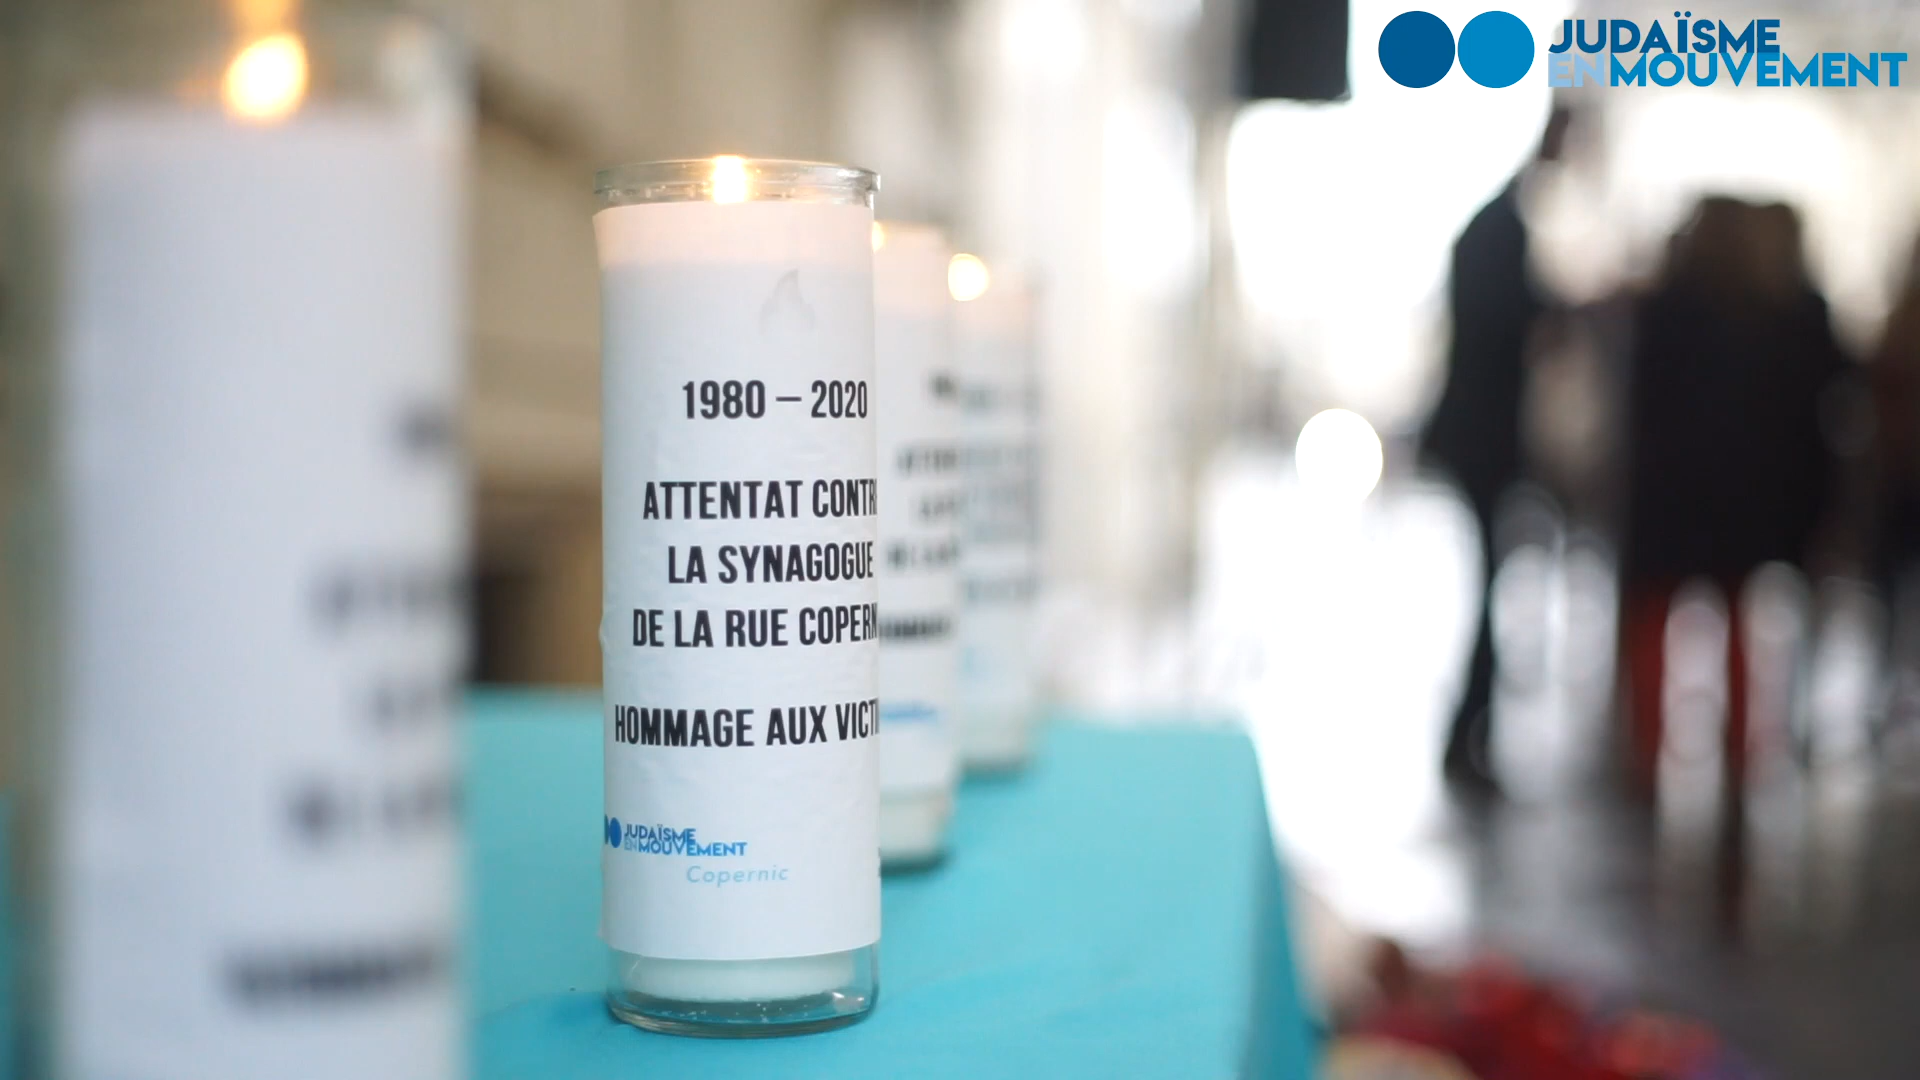 JUDAÏSME
EN MOUVEMENT
1980 – 2020
ATTENTAT CONTR
LA SYNAGOGUE
DE LA RUE COPERN
HOMMAGE AUX VICTI
JUDAÏSME
EN MOUVEMENT
Copernic